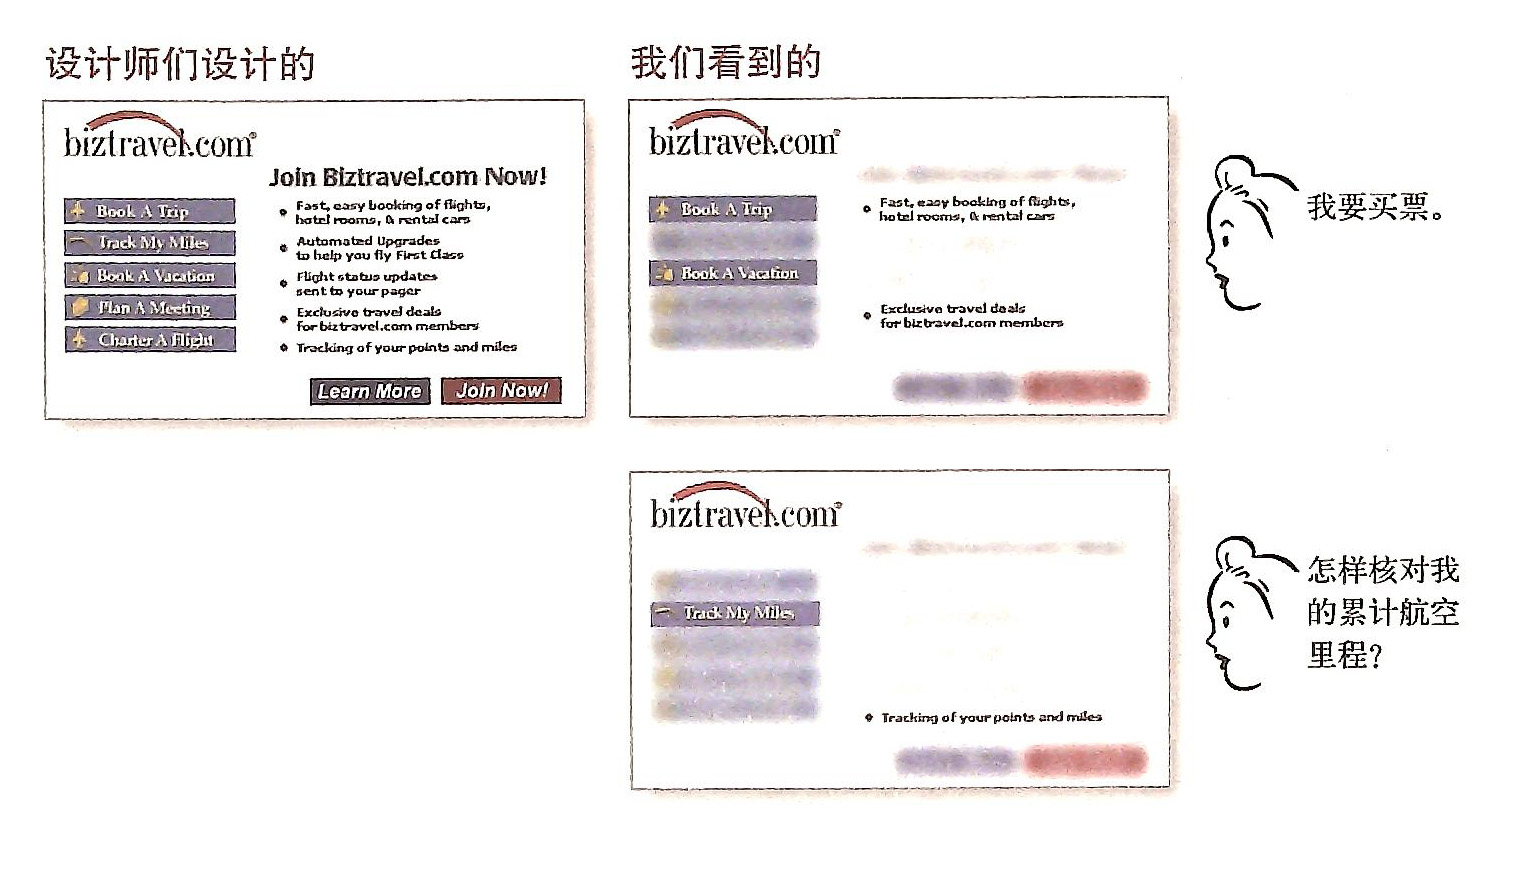 设计师们设计的
biztravel.com®
Join Biztravel.com Now!
Book A Trip
Track My Miles
Book A Vacation
Plan A Meeting
Charter A Flight
Fast, easy booking of flights,
hotel rooms, & rental cars
Automated Upgrades
to help you fly First Class
Flight status updates
sent to your pager
Exclusive travel deals
for biztravel.com members
Tracking of your points and miles
Learn More
Join Now!
我们看到的
biztravel.com®
Book A Trip
Book A Vacation
Fast, easy booking of flights,
hotel rooms, & rental cars
Exclusive travel deals
for biztravel.com members
我要买票。
biztravel.com®
Track My Miles
Tracking of your points and miles
怎样核对我
的累计航空
里程?